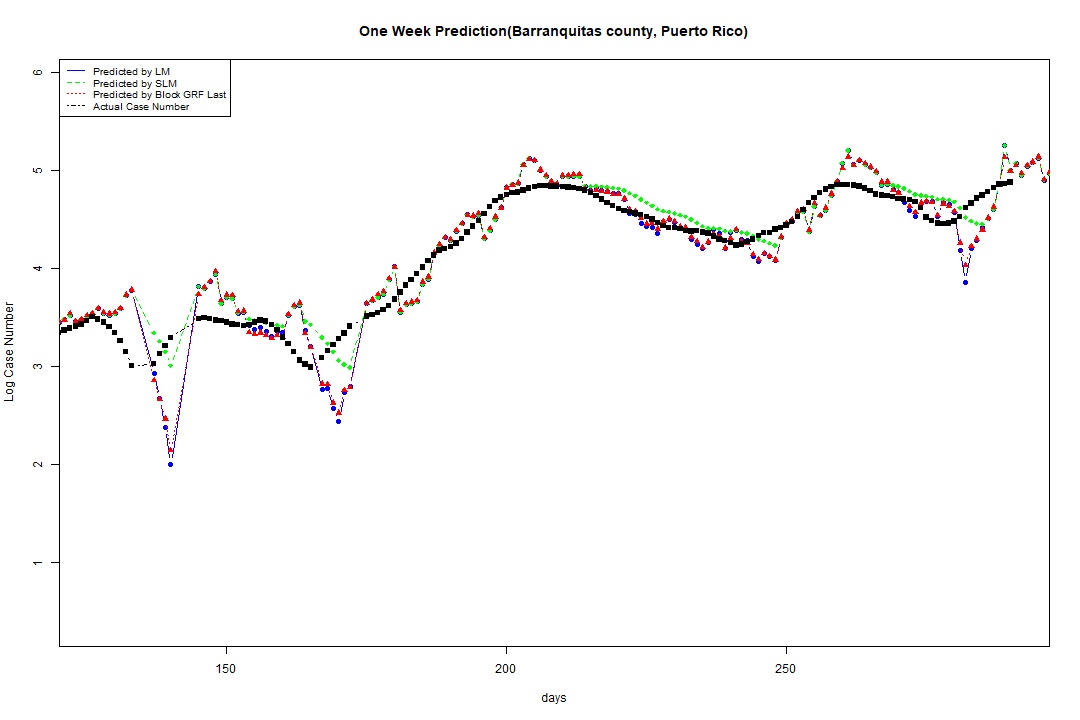 One Week Prediction(Barranquitas county, Puerto Rico)
Predicted by LM
Predicted by SLM
Predicted by Block GRF Last
Actual Case Number
6
5
4
3
2
1
Log Case Number
150
200
250
days